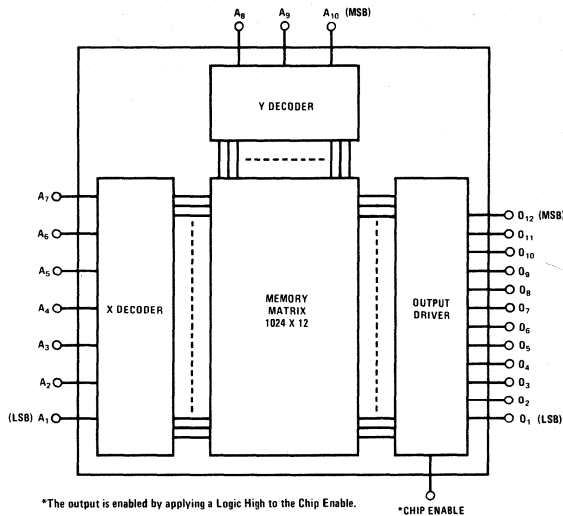 A8 A9 A10 (MSB)
Y DECODER
A7
A6
A5
A4
A3
A2
(LSB) A1
X DECODER
MEMORY
MATRIX
1024 X 12
OUTPUT
DRIVER
O12 (MSB)
O11
O10
O9
O8
O7
O6
O5
O4
O3
O2
O1 (LSB)
*The output is enabled by applying a Logic High to the Chip Enable.
*CHIP ENABLE